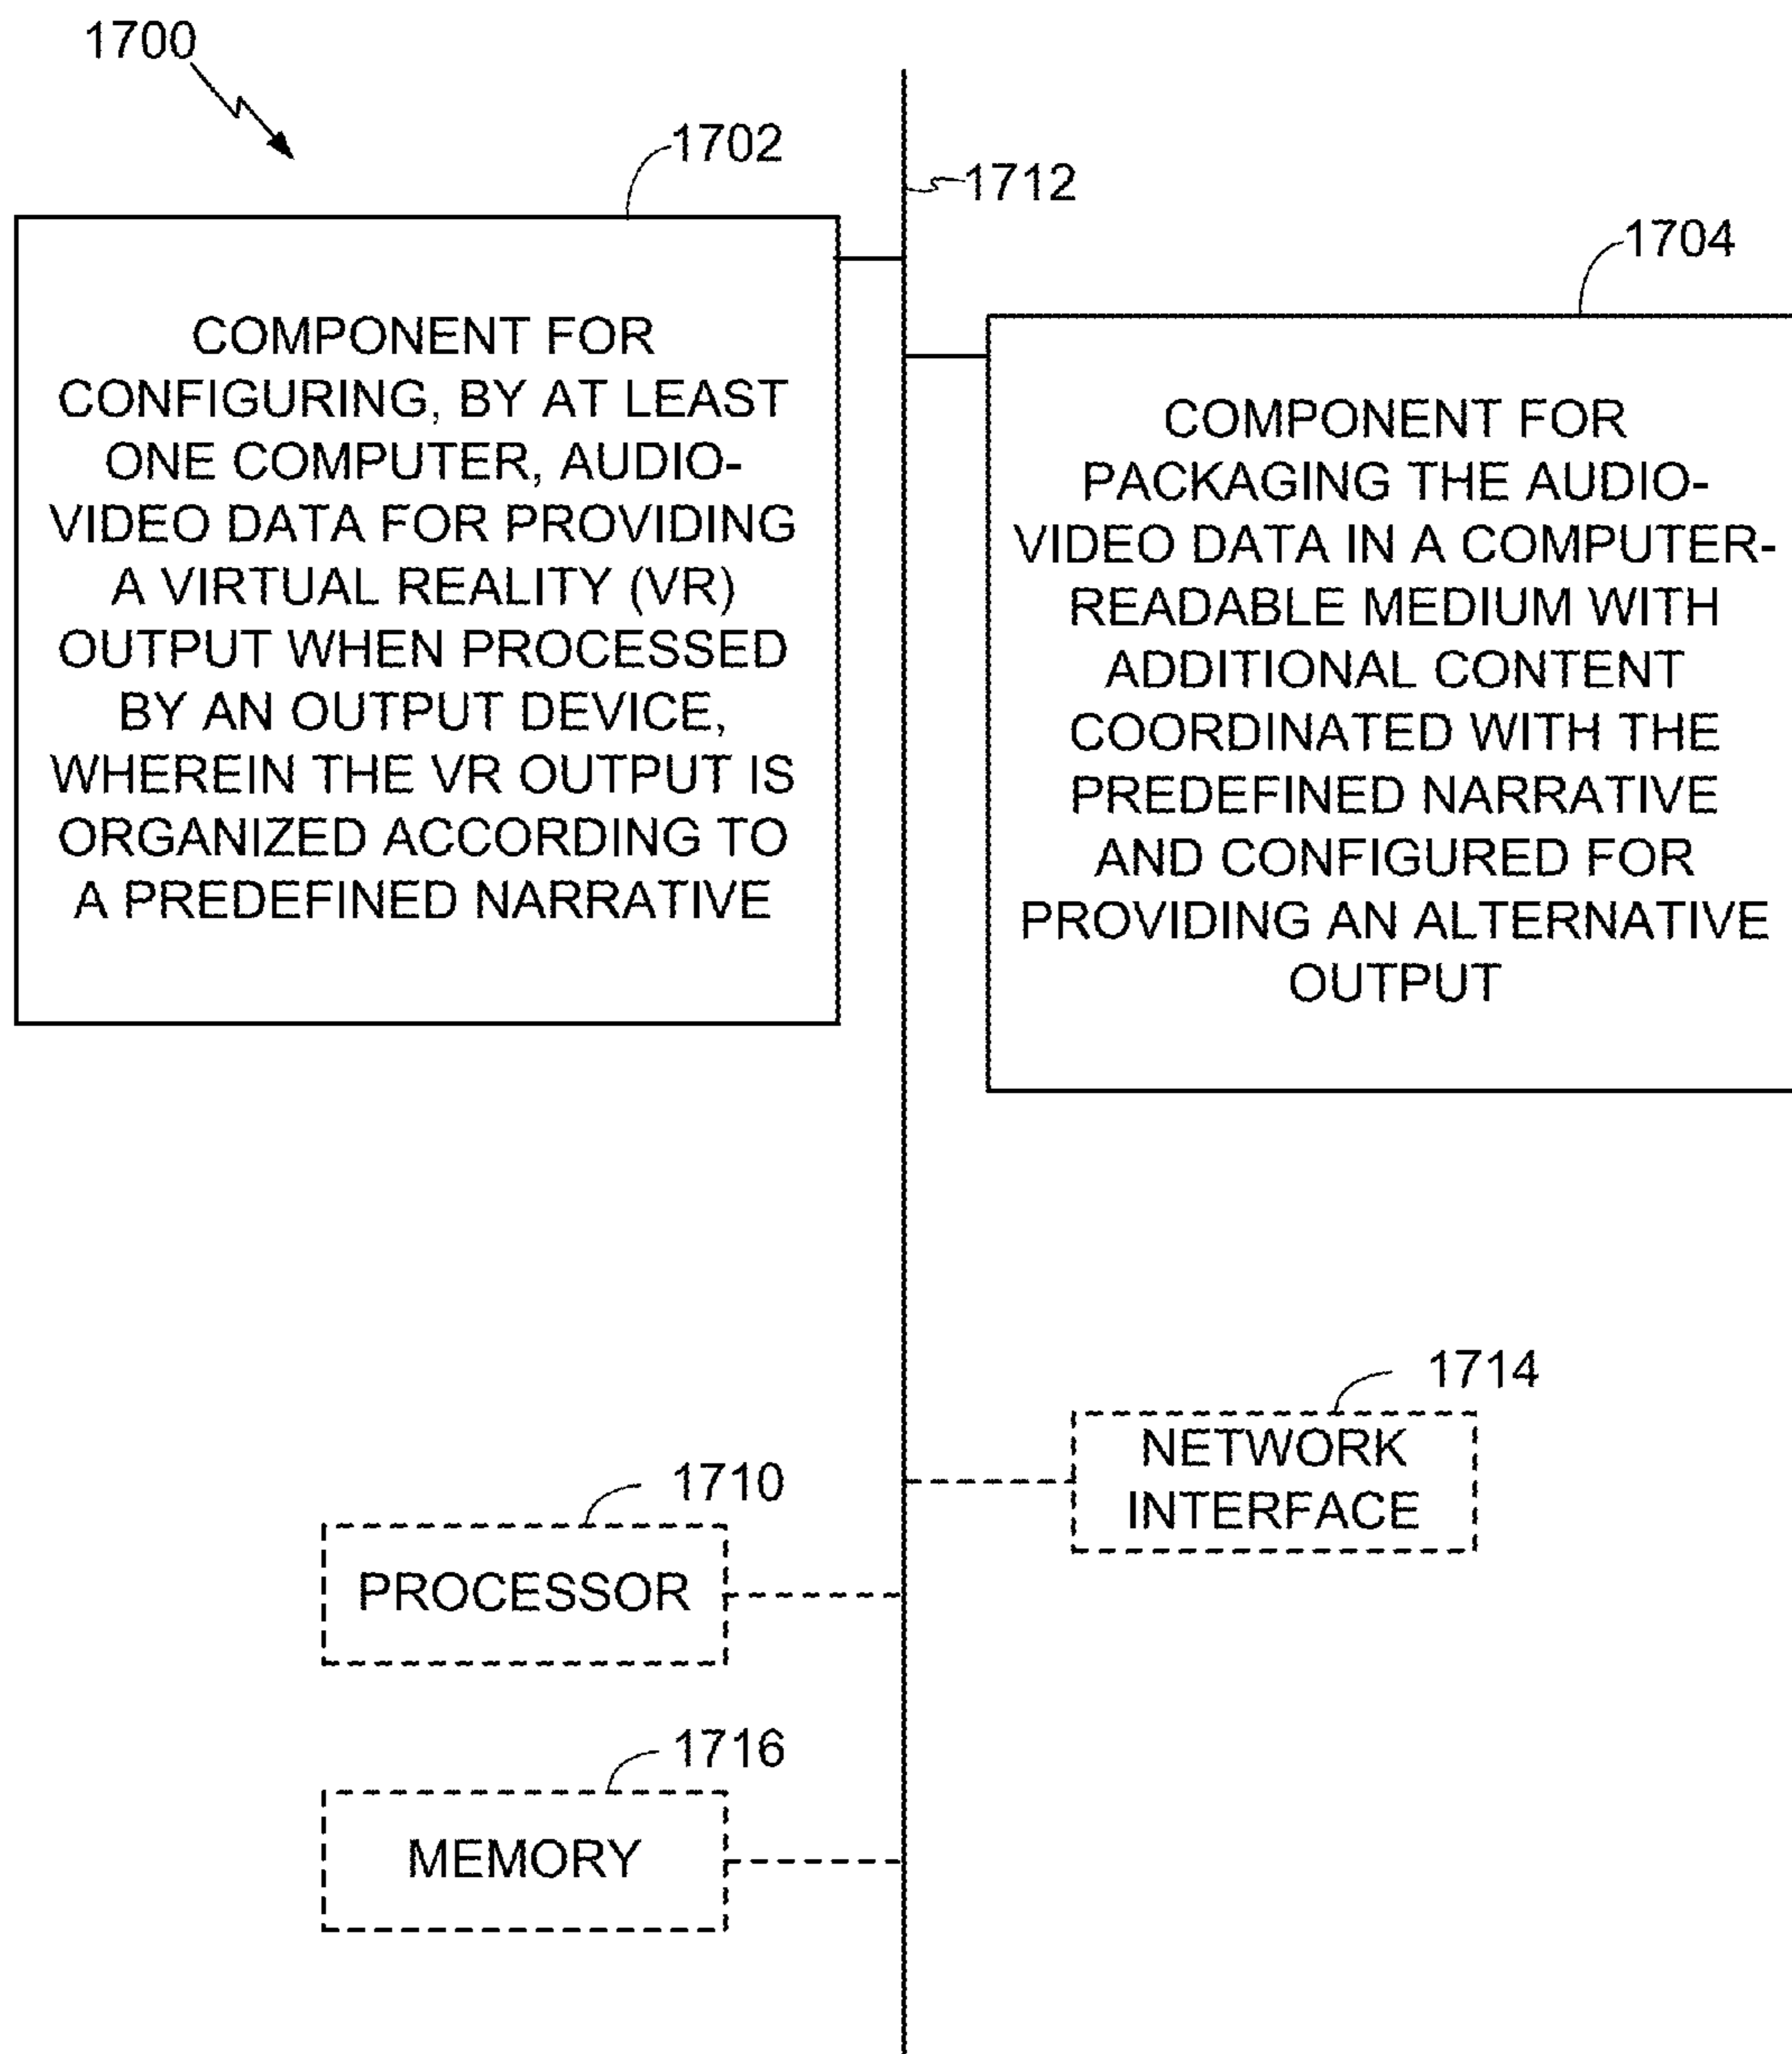 1700
1702
1712
1704
COMPONENT FOR
CONFIGURING, BY AT LEAST
ONE COMPUTER, AUDIO-
VIDEO DATA FOR PROVIDING
A VIRTUAL REALITY (VR)
OUTPUT WHEN PROCESSED
BY AN OUTPUT DEVICE,
WHEREIN THE VR OUTPUT IS
ORGANIZED ACCORDING TO
A PREDEFINED NARRATIVE
COMPONENT FOR
PACKAGING THE AUDIO-
VIDEO DATA IN A COMPUTER-
READABLE MEDIUM WITH
ADDITIONAL CONTENT
COORDINATED WITH THE
PREDEFINED NARRATIVE
AND CONFIGURED FOR
PROVIDING AN ALTERNATIVE
OUTPUT
1714
NETWORK
INTERFACE
1710
PROCESSOR
1716
MEMORY